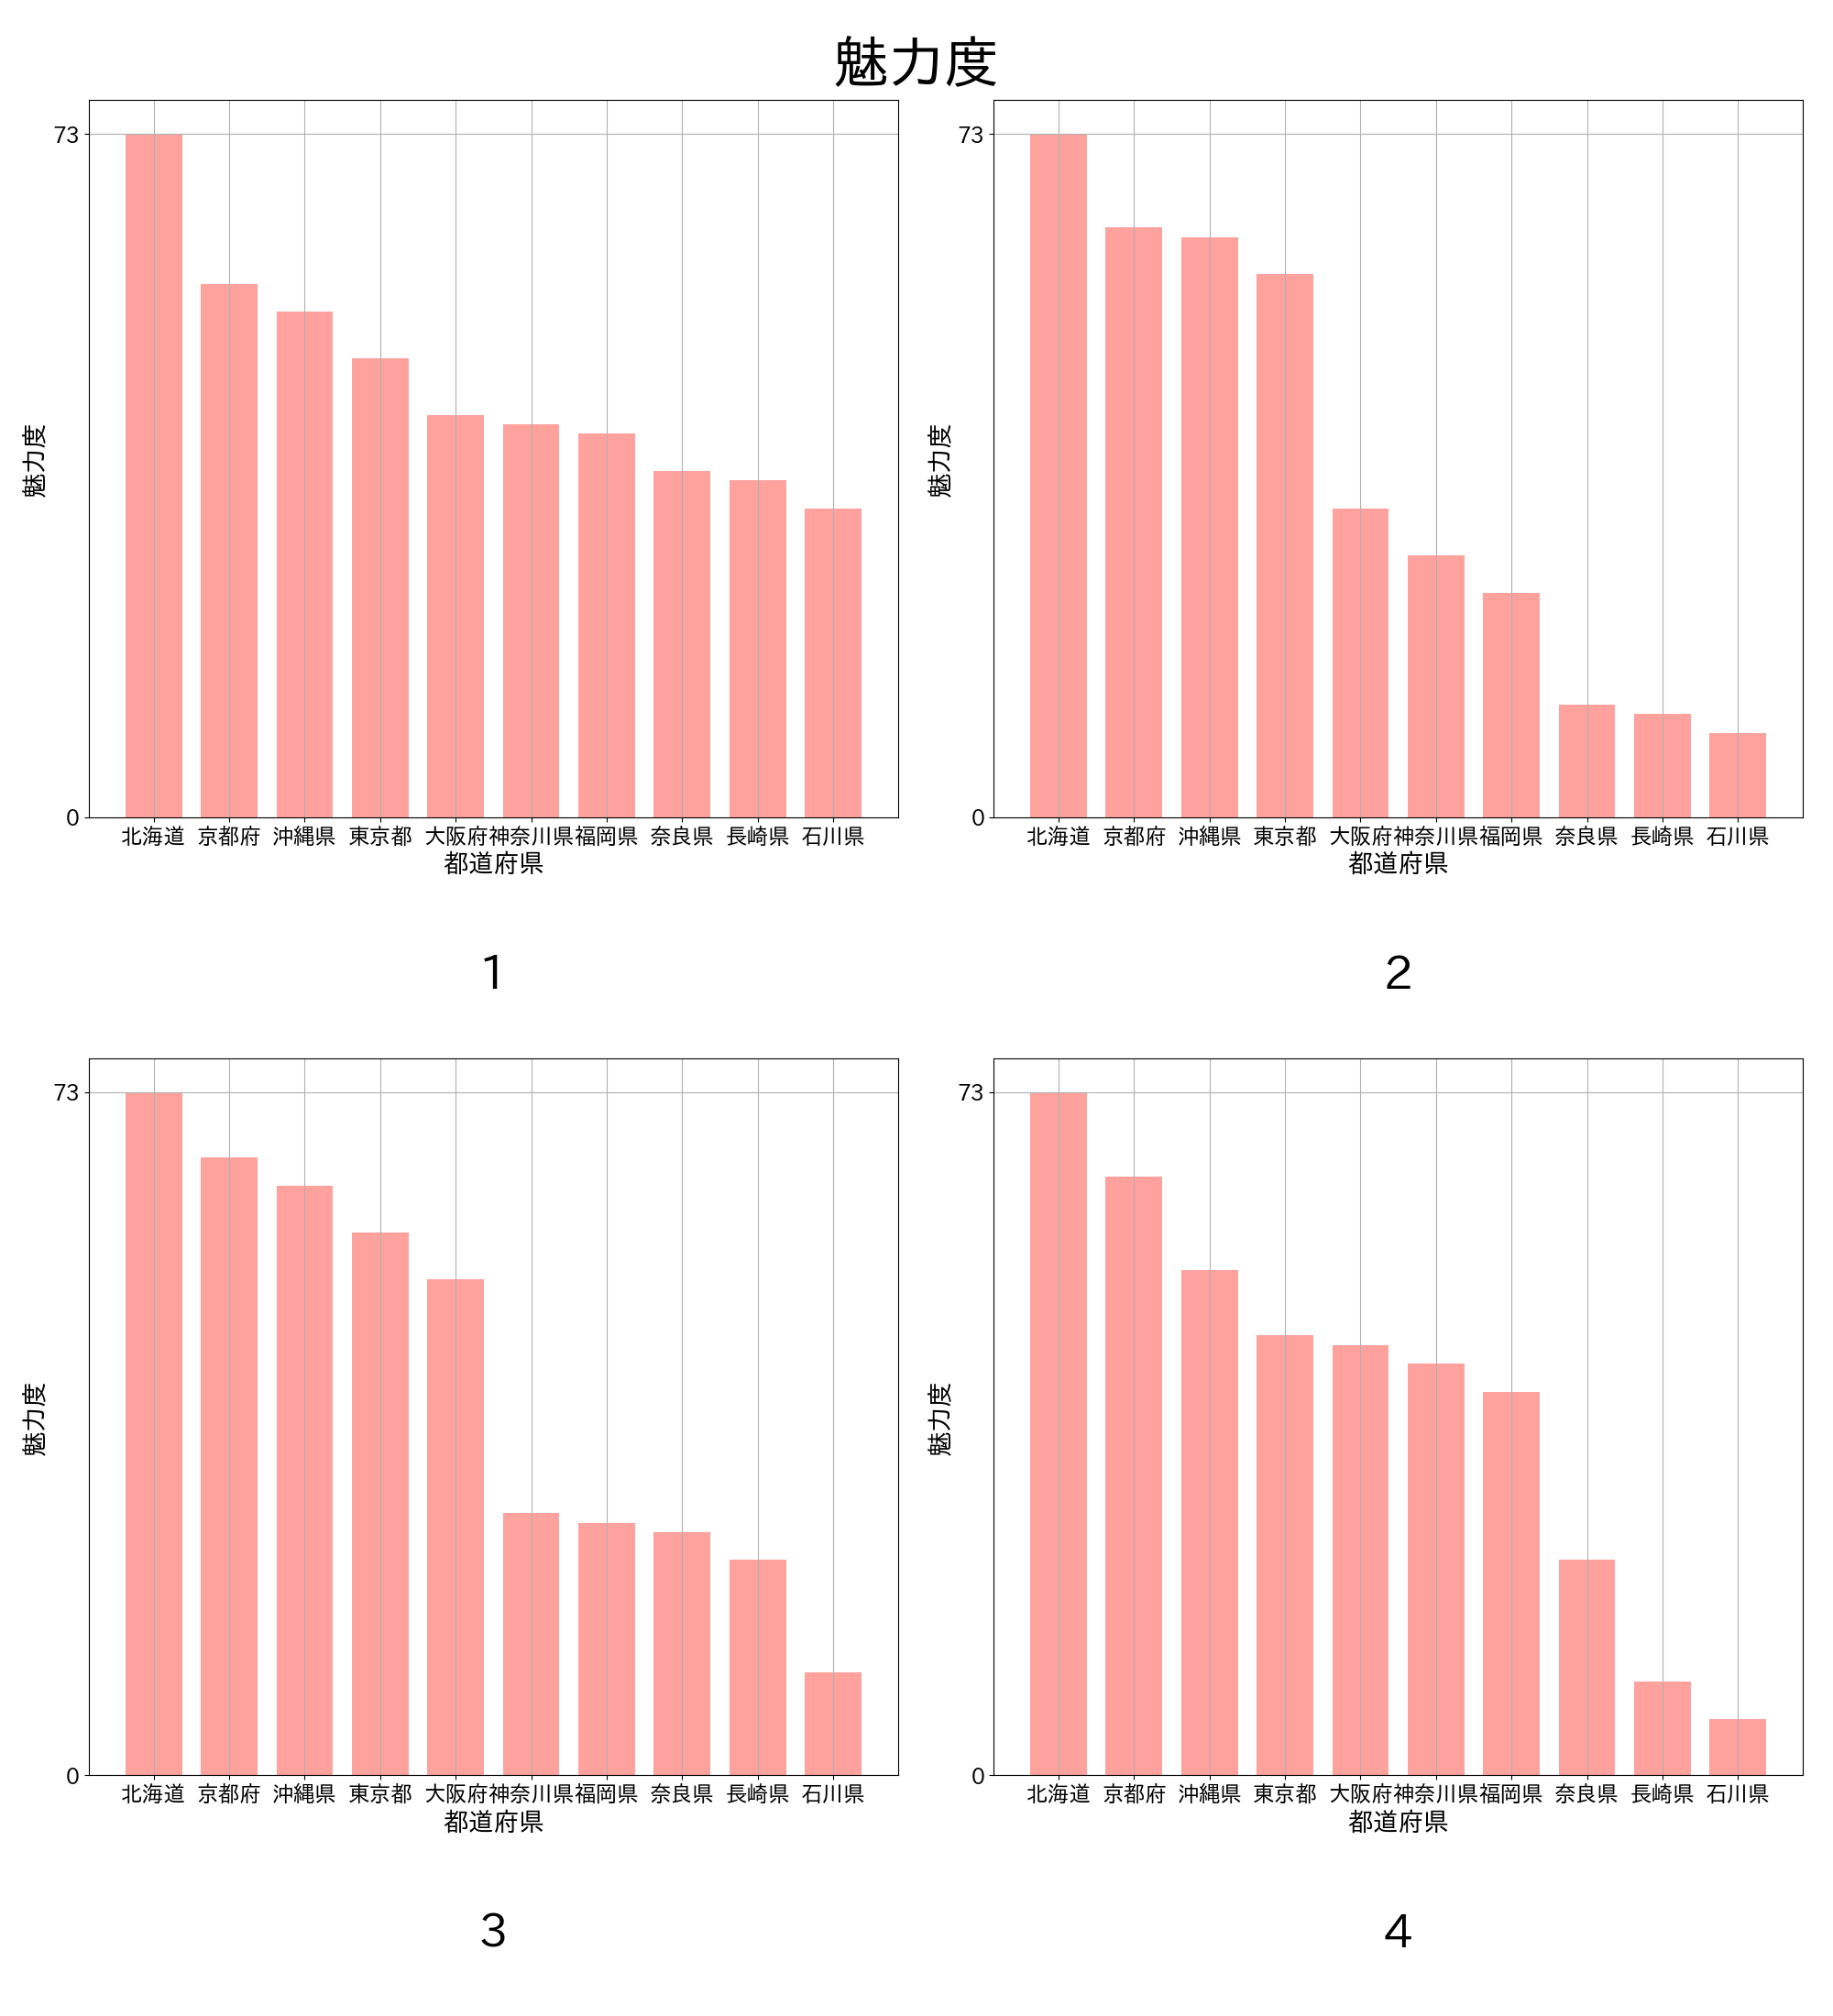 魅力度
73
0
魅力度
北海道 京都府 沖縄県 東京都 大阪府 神奈川県 福岡県 奈良県 長崎県 石川県
都道府県
1
73
0
魅力度
北海道 京都府 沖縄県 東京都 大阪府 神奈川県 福岡県 奈良県 長崎県 石川県
都道府県
2
73
0
魅力度
北海道 京都府 沖縄県 東京都 大阪府 神奈川県 福岡県 奈良県 長崎県 石川県
都道府県
3
73
0
魅力度
北海道 京都府 沖縄県 東京都 大阪府 神奈川県 福岡県 奈良県 長崎県 石川県
都道府県
4